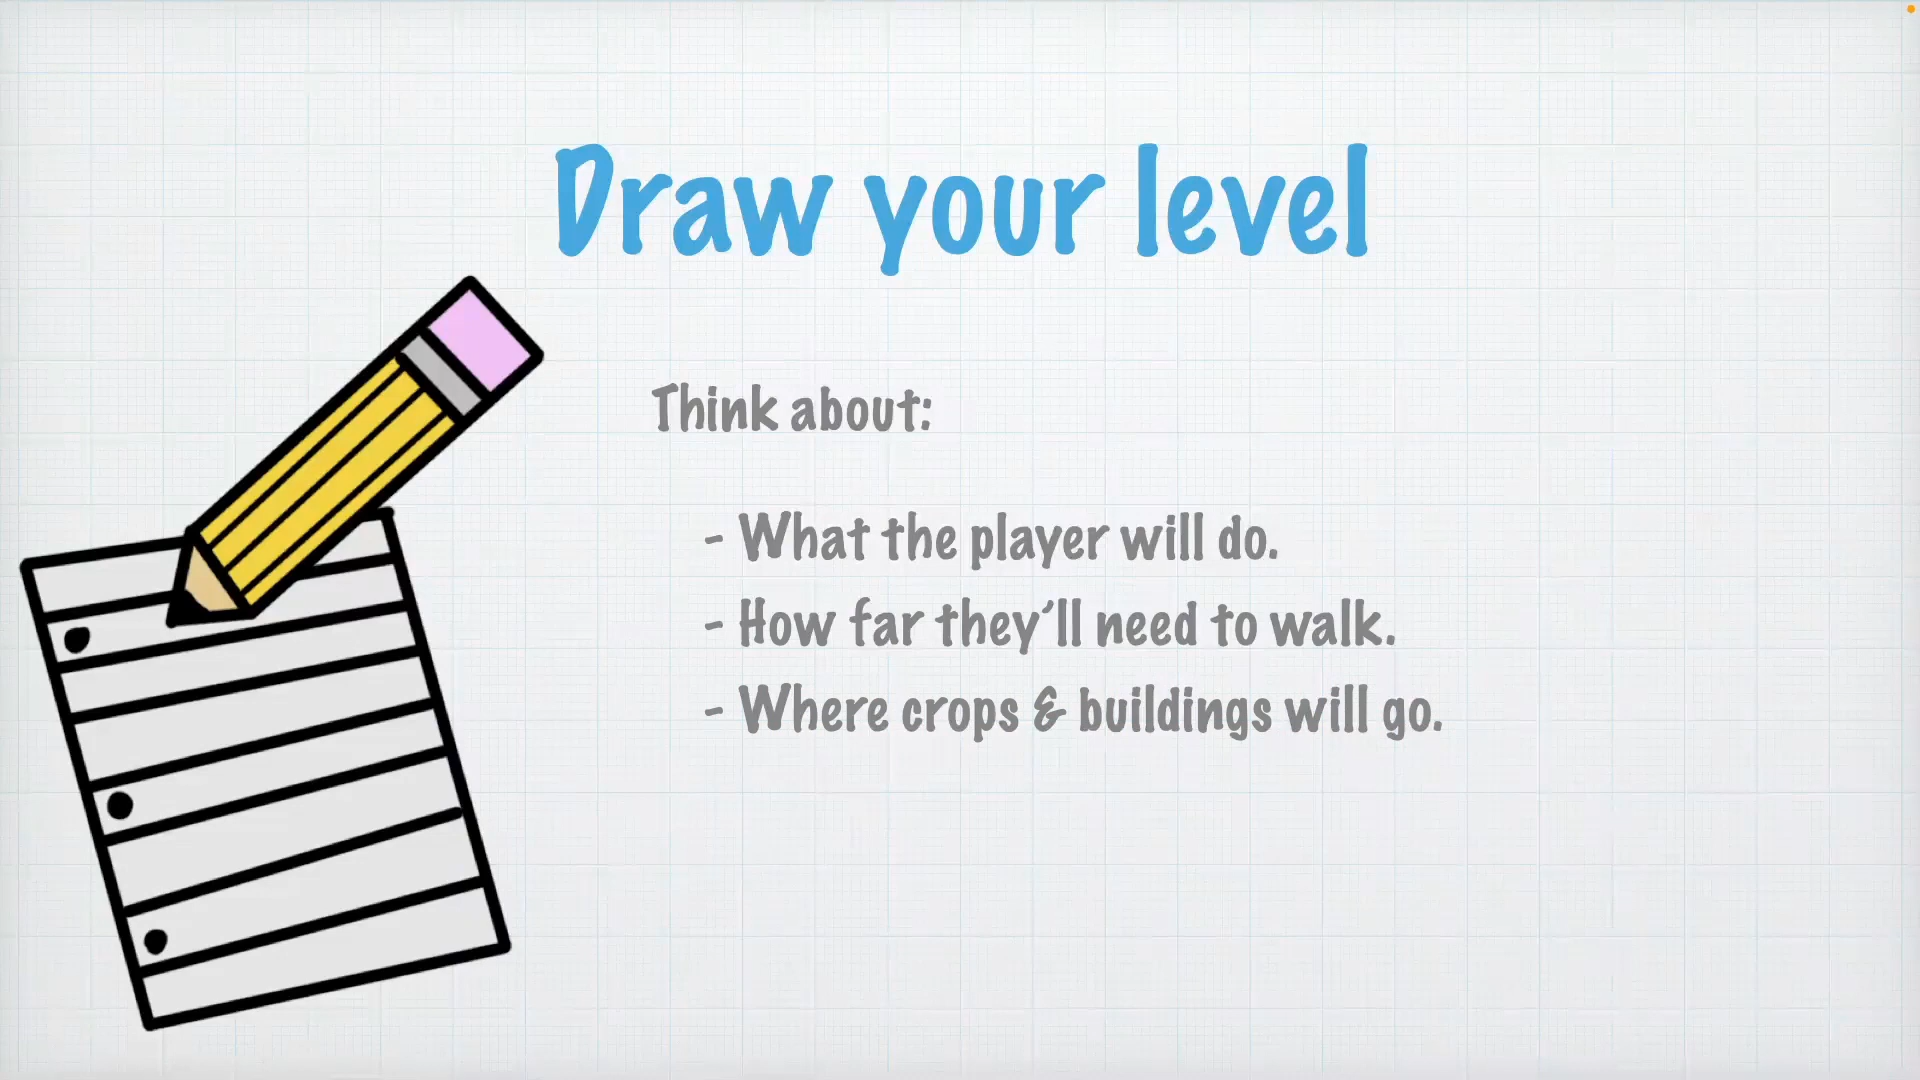 Draw your level
Think about:
- What the player will do.
- How far they’ll need to walk.
- Where crops & buildings will go.